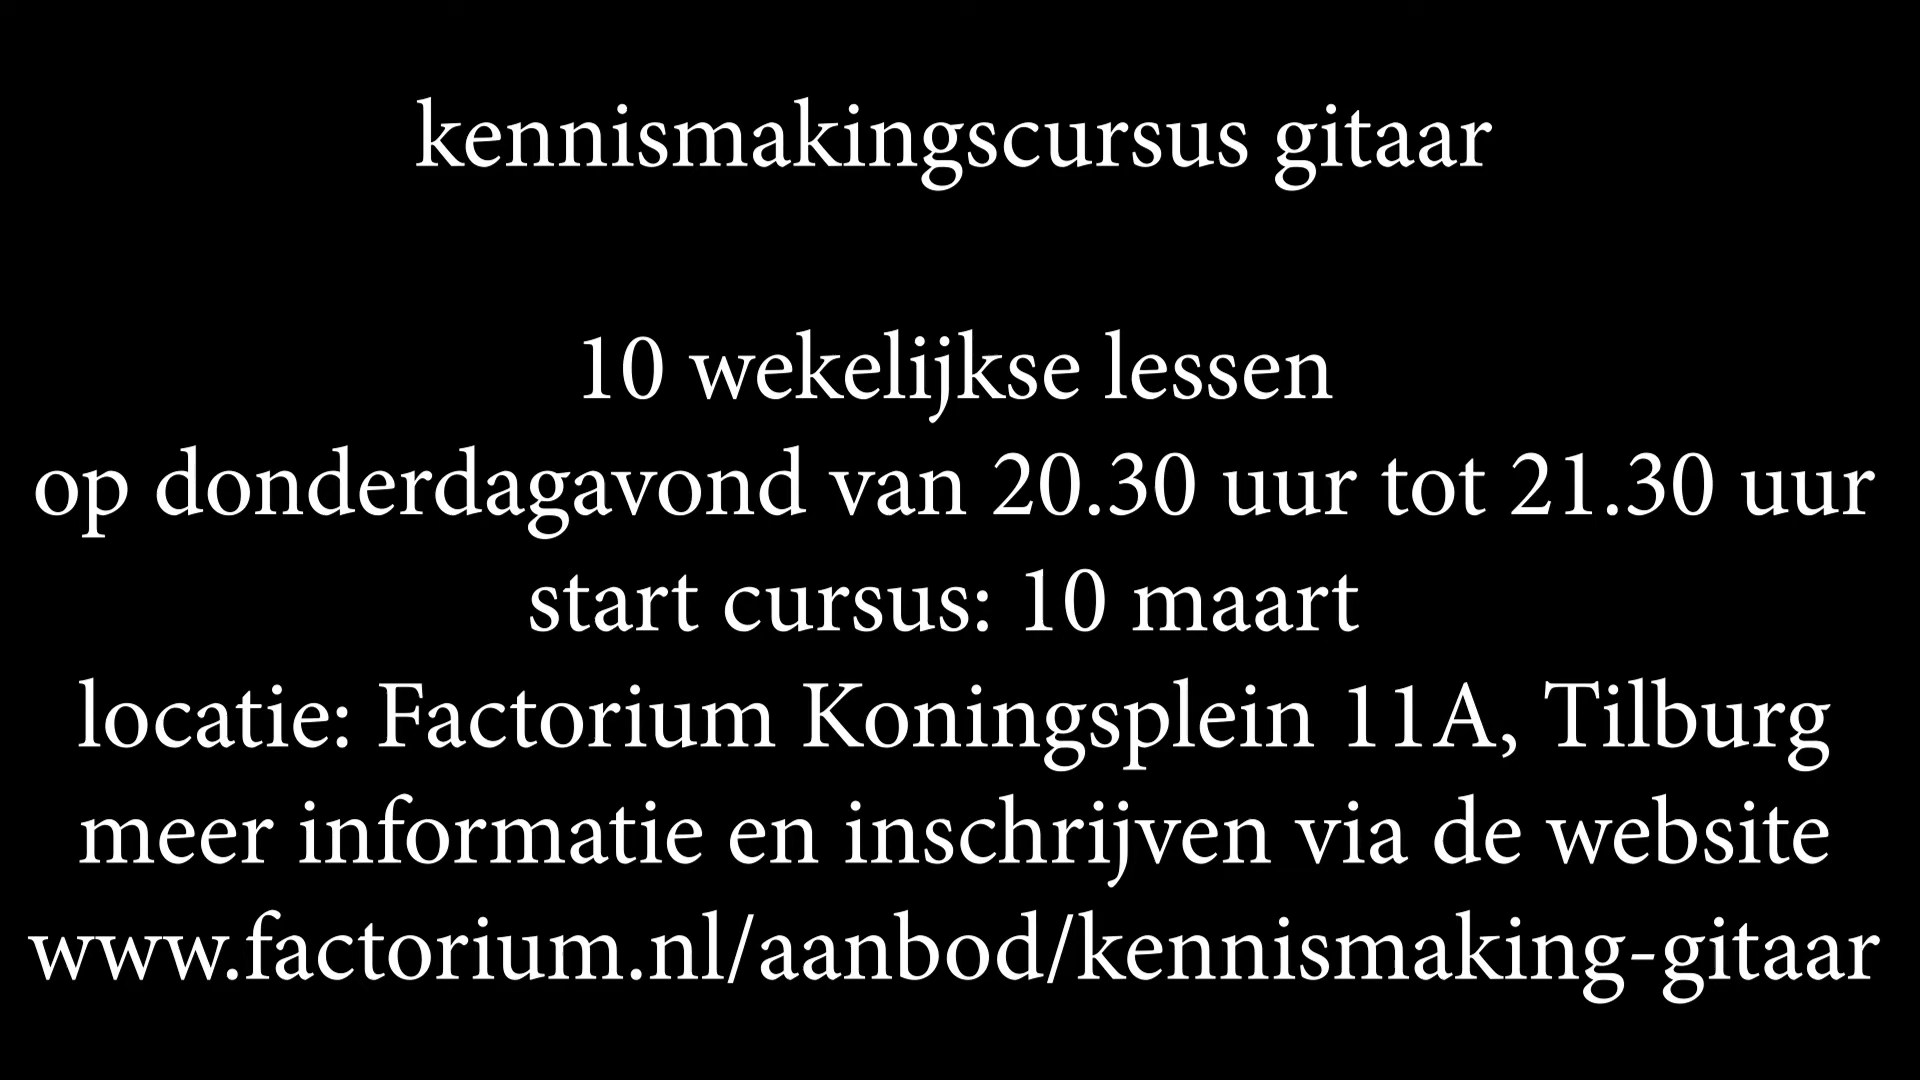 kennismakingscursus gitaar
10 wekelijkse lessen
op donderdagavond van 20.30 uur tot 21.30 uur
start cursus: 10 maart
locatie: Factorium Koningsplein 11A, Tilburg
meer informatie en inschrijven via de website
www.factorium.nl/aanbod/kennismaking-gitaar